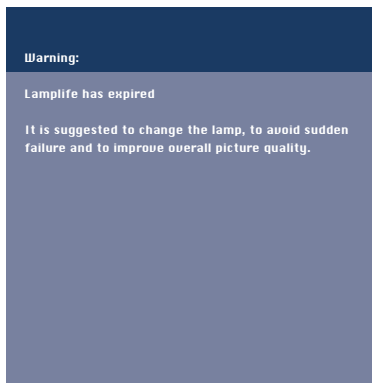 Warning:
Lamplife has expired
It is suggested to change the lamp, to avoid sudden
failure and to improve overall picture quality.